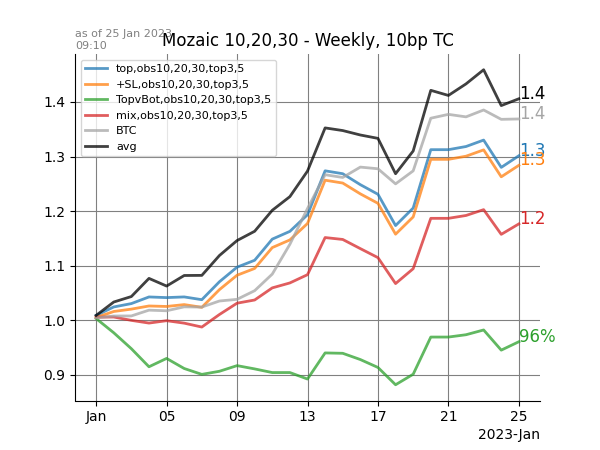 as of 25 Jan 2023
09:10
Mozaic 10,20,30 - Weekly, 10bp TC
top,obs10,20,30,top3,5
+SL,obs10,20,30,top3,5
TopvBot,obs10,20,30,top3,5
mix,obs10,20,30,top3,5
BTC
avg
1.4
1.3
1.2
1.1
1.0
0.9
1.4
1.4
1.3
1.3
1.2
96%
Jan
05
09
13
17
21
25
2023-Jan